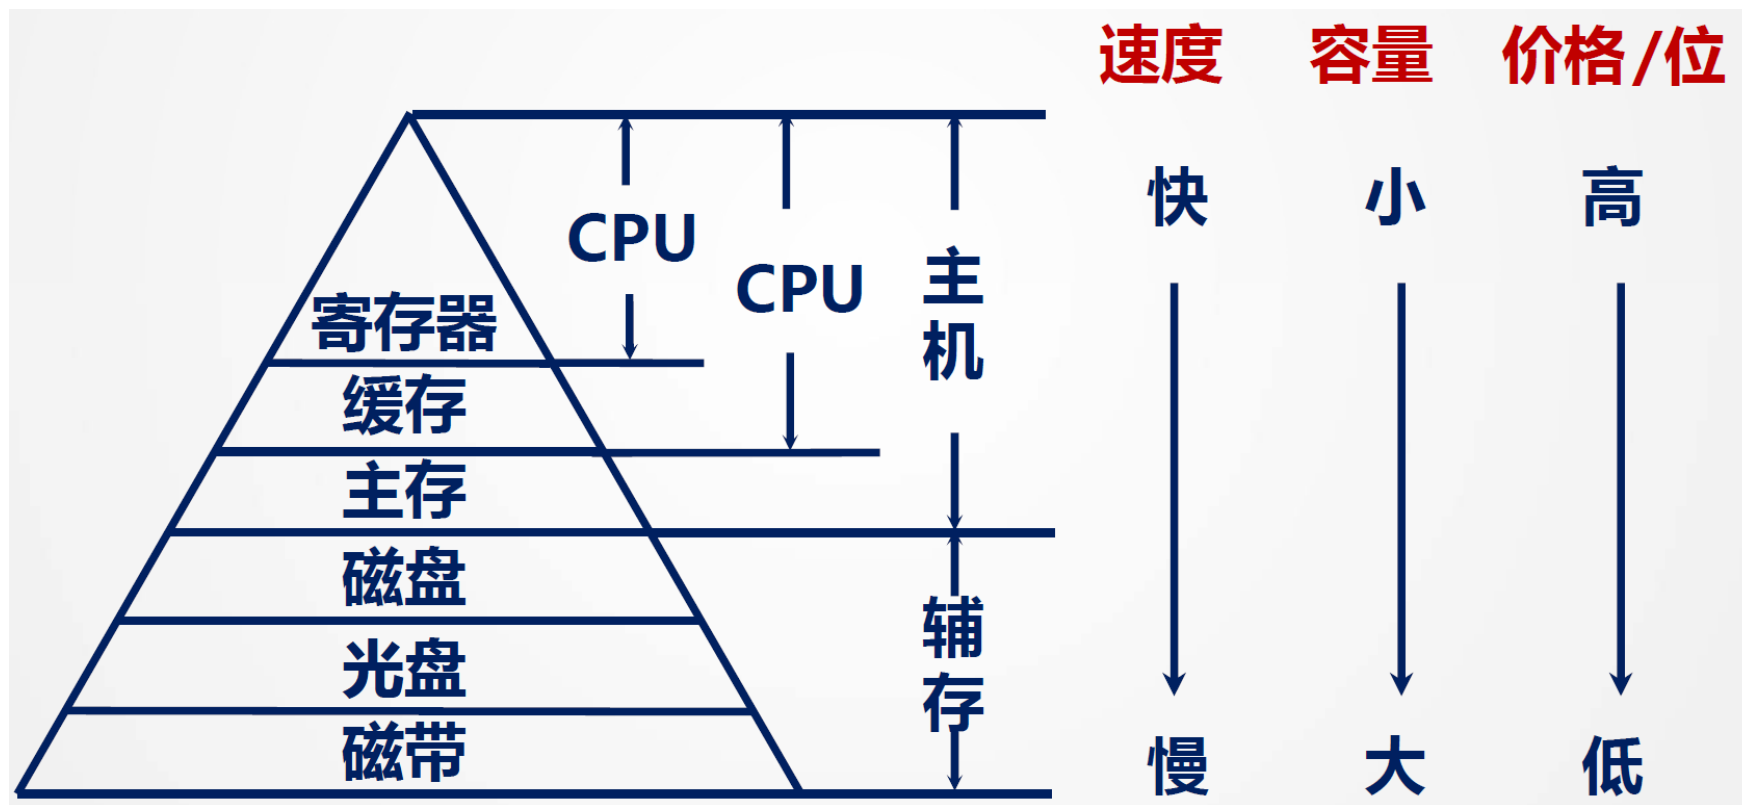 速度 容量 价格/位
快 小 高
CPU
CPU
主机
寄存器
缓存
主存
磁盘
辅存
光盘
磁带
慢 大 低